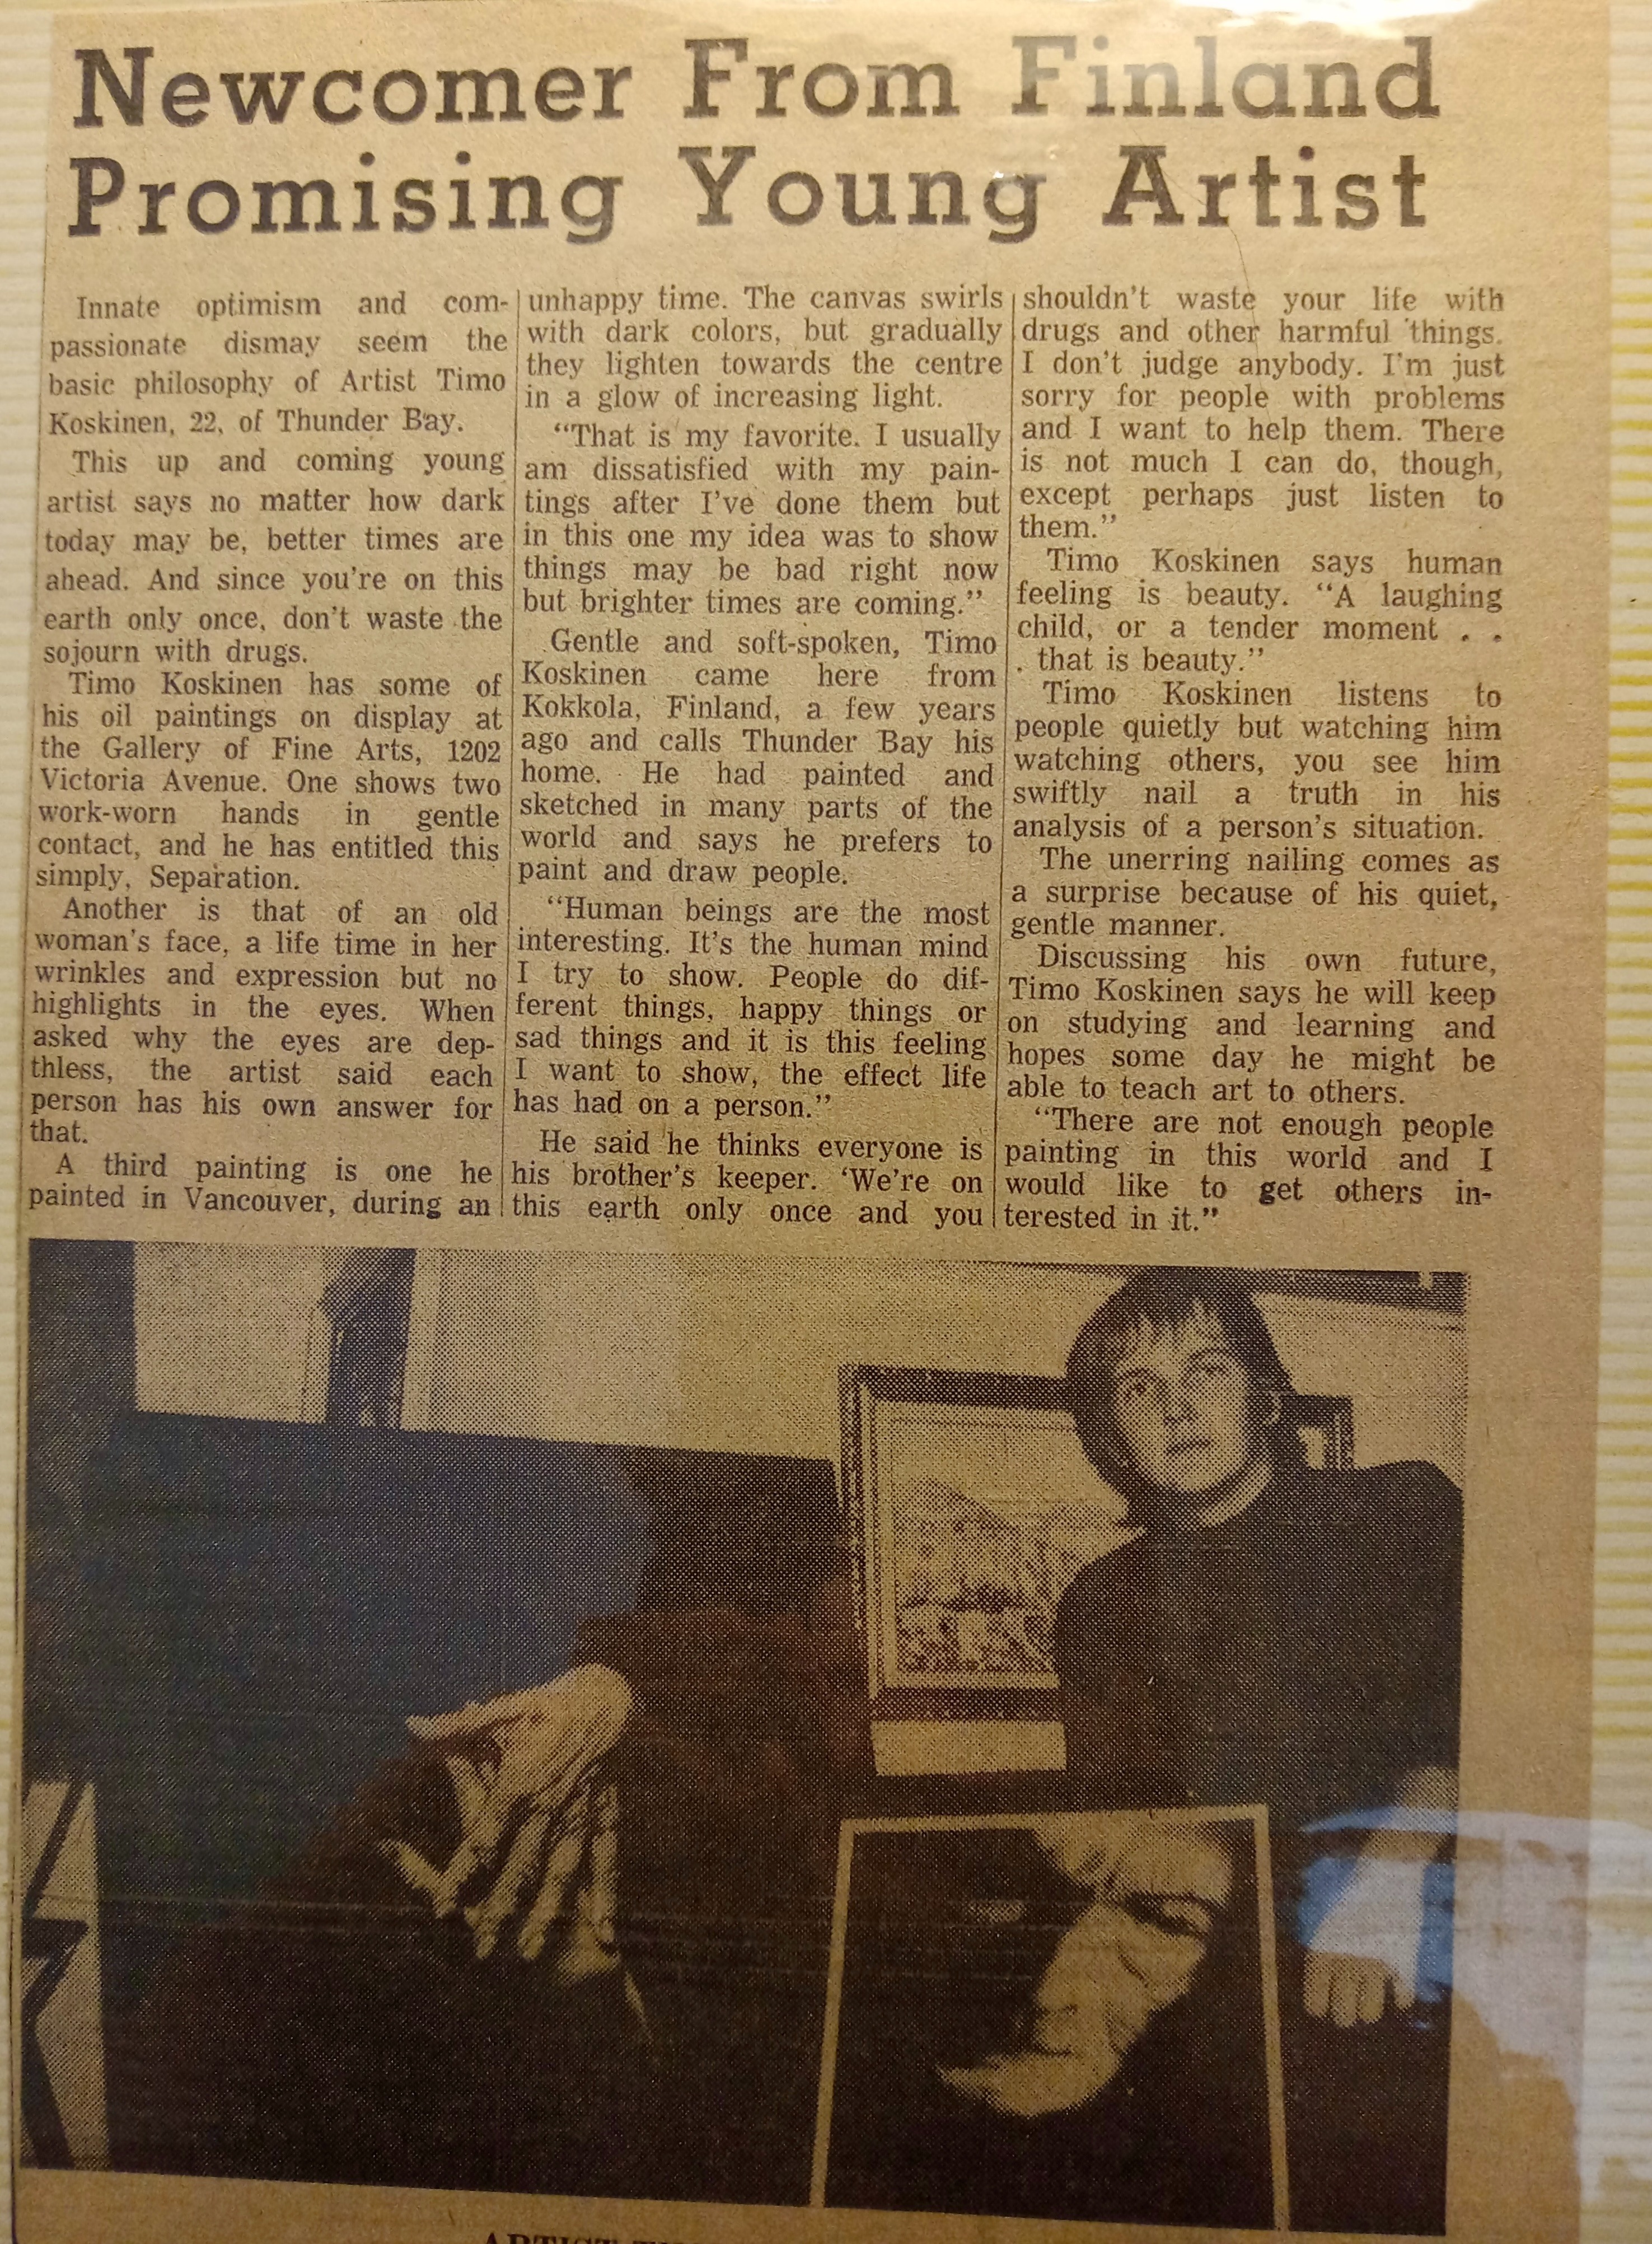 Newcomer From Finland
Promising Young Artist
Innate optimism and com-
passionate dismay seem the
basic philosophy of Artist Timo
Koskinen, 22, of Thunder Bay.
This up and coming young
artist says no matter how dark
today may be, better times are
ahead. And since you're on this
earth only once, don't waste the
sojourn with drugs.
Timo Koskinen has some of
his oil paintings on display at
the Gallery of Fine Arts, 1202
Victoria Avenue. One shows two
work-worn hands in gentle
contact, and he has entitled this
simply, Separation.
Another is that of an old
woman's face, a life time in her
wrinkles and expression but no
highlights in the eyes. When
asked why the eyes are dep-
thless, the artist said each
person has his own answer for
that.
A third painting is one he
painted in Vancouver, during an
unhappy time. The canvas swirls
with dark colors, but gradually
they lighten towards the centre
in a glow of increasing light.
"That is my favorite. I usually
am dissatisfied with my pain-
tings after I've done them but
in this one my idea was to show
things may be bad right now
but brighter times are coming."
Gentle and soft-spoken, Timo
Koskinen came here from
Kokkola, Finland, a few years
ago and calls Thunder Bay his
home. He had painted and
sketched in many parts of the
world and says he prefers to
paint and draw people.
"Human beings are the most
interesting. It's the human mind
I try to show. People do dif-
ferent things, happy things or
sad things and it is this feeling
I want to show, the effect life
has had on a person."
He said he thinks everyone is
his brother's keeper. 'We're on
this earth only once and you
shouldn't waste your life with
drugs and other harmful things.
I don't judge anybody. I'm just
sorry for people with problems
and I want to help them. There
is not much I can do, though,
except perhaps just listen to
them."
Timo Koskinen says human
feeling is beauty. "A laughing
child, or a tender moment . .
. that is beauty."
Timo Koskinen listens to
people quietly but watching him
watching others, you see him
swiftly nail a truth in his
analysis of a person's situation.
The unerring nailing comes as
a surprise because of his quiet,
gentle manner.
Discussing his own future,
Timo Koskinen says he will keep
on studying and learning and
hopes some day he might be
able to teach art to others.
"There are not enough people
painting in this world and I
would like to get others in-
terested in it."
ARTIST